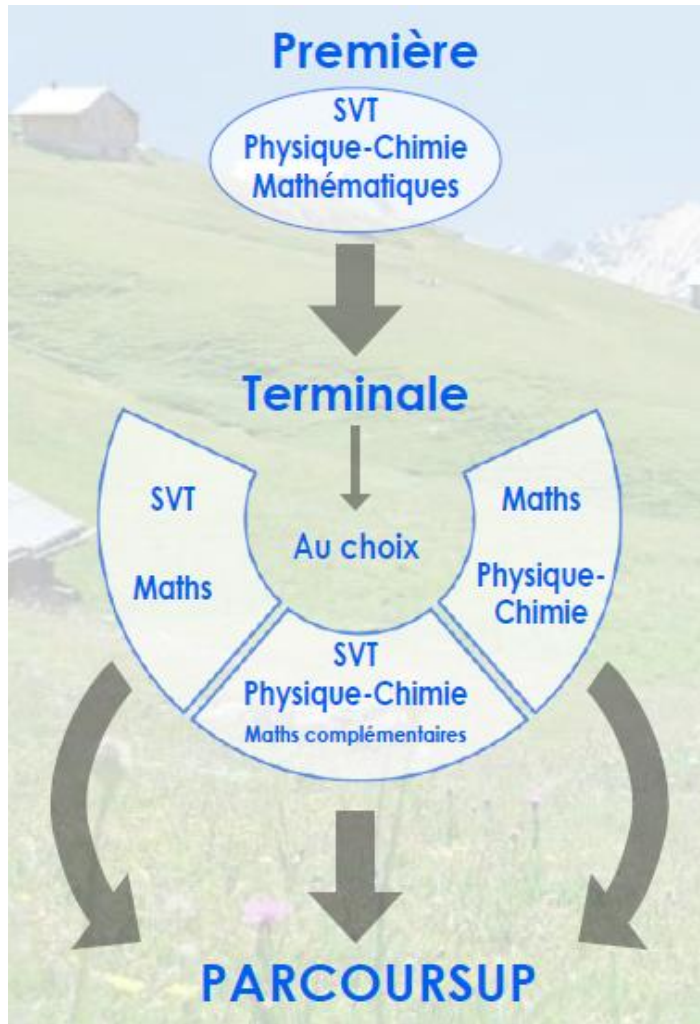 Première
SVT
Physique-Chimie
Mathématiques
Terminale
Au choix
SVT
Maths
SVT
Physique-Chimie
Maths complémentaires
Maths
Physique-
Chimie
PARCOURSUP